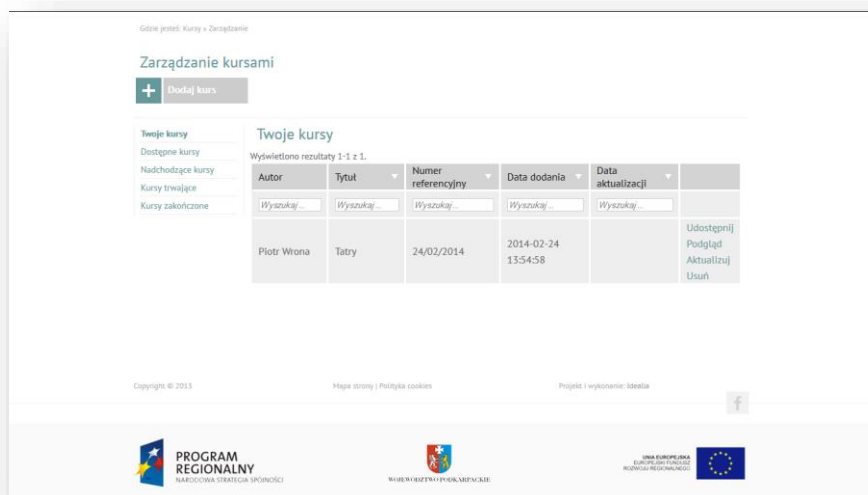 Gdzie jesteś: Kursy » Zarządzanie
Zarządzanie kursami
+ Dodaj kurs
Twoje kursy
Dostępne kursy
Nadchodzące kursy
Kursy trwające
Kursy zakończone
Twoje kursy
Wyświetlono rezultaty 1-1 z 1.
Autor Tytuł Numer referencyjny Data dodania Data aktualizacji
Wyszukaj... Wyszukaj... Wyszukaj... Wyszukaj... Wyszukaj...
Piotr Wrona Tatry 24/02/2014 2014-02-24 13:54:58
Udostępnij
Podgląd
Aktualizuj
Usuń
Copyright © 2013 Mapa strony | Polityka cookies Projekt i wykonanie: Idealia
f
PROGRAM
REGIONALNY
NARODOWA STRATEGIA SPÓJNOŚCI
WOJEWÓDZTWO PODKARPACKIE
UNIA EUROPEJSKA
EUROPEJSKI FUNDUSZ
ROZWOJU REGIONALNEGO